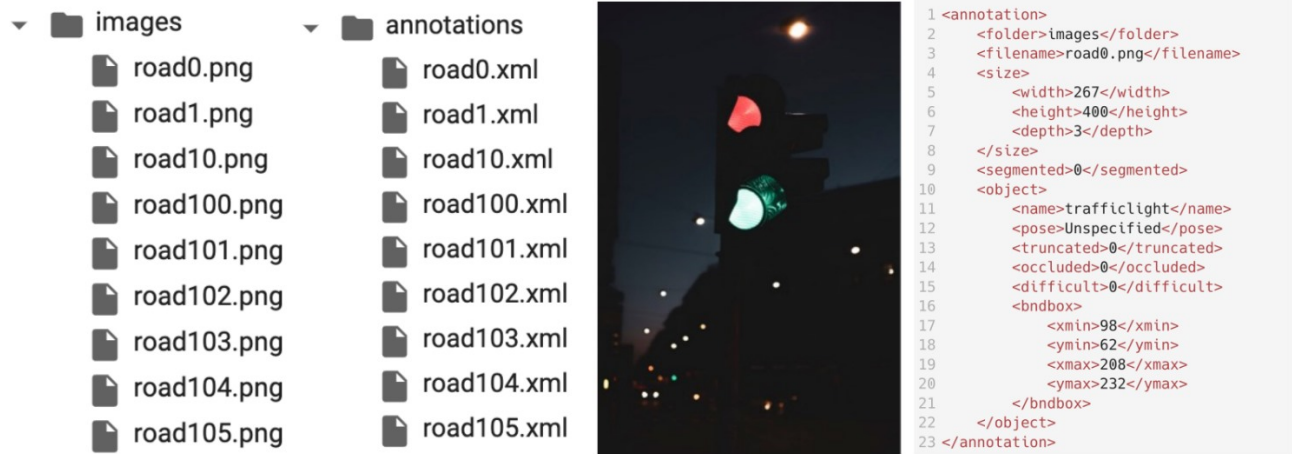 images
road0.png
road1.png
road10.png
road100.png
road101.png
road102.png
road103.png
road104.png
road105.png
annotations
road0.xml
road1.xml
road10.xml
road100.xml
road101.xml
road102.xml
road103.xml
road104.xml
road105.xml
1 <annotation>
2     <folder>images</folder>
3     <filename>road0.png</filename>
4     <size>
5         <width>267</width>
6         <height>400</height>
7         <depth>3</depth>
8     </size>
9     <segmented>0</segmented>
10     <object>
11         <name>trafficlight</name>
12         <pose>Unspecified</pose>
13         <truncated>0</truncated>
14         <occluded>0</occluded>
15         <difficult>0</difficult>
16         <bndbox>
17             <xmin>98</xmin>
18             <ymin>62</ymin>
19             <xmax>208</xmax>
20             <ymax>232</ymax>
21         </bndbox>
22     </object>
23 </annotation>